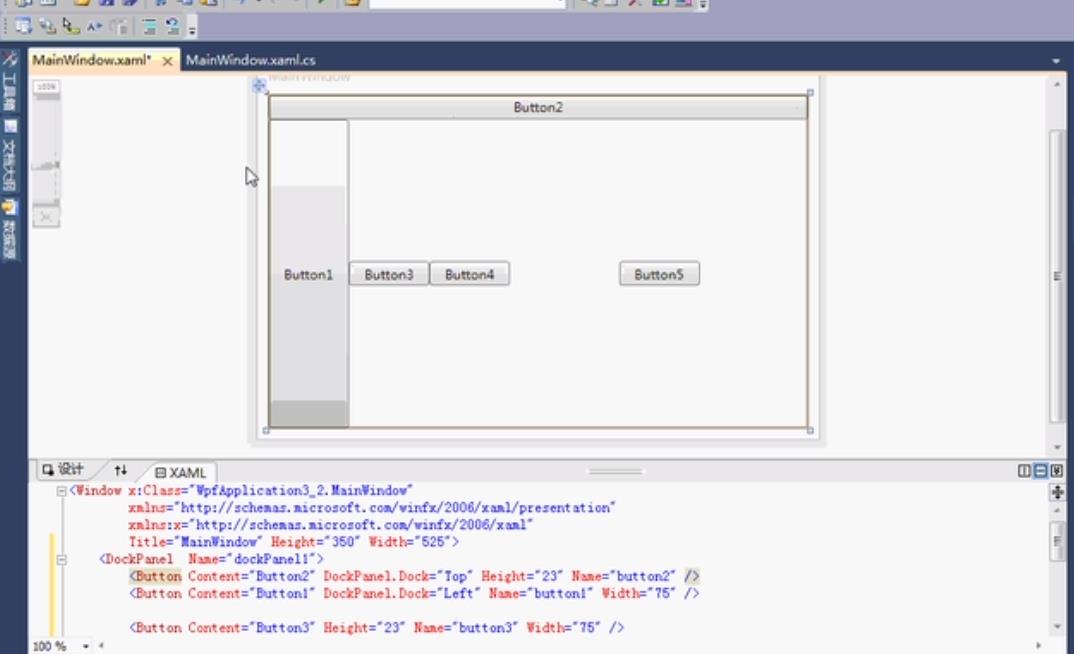 MainWindow.xaml* ×
MainWindow.xaml.cs
工具箱
文档大纲
数据源
100%
MainWindow
Button2
Button1
Button3
Button4
Button5
设计
XAML
<Window x:Class="WpfApplication3_2.MainWindow"
xmlns="http://schemas.microsoft.com/winfx/2006/xaml/presentation"
xmlns:x="http://schemas.microsoft.com/winfx/2006/xaml"
Title="MainWindow" Height="350" Width="525">
<DockPanel  Name="dockPanel1">
<Button Content="Button2" DockPanel.Dock="Top" Height="23" Name="button2" />
<Button Content="Button1" DockPanel.Dock="Left" Name="button1" Width="75" />
<Button Content="Button3" Height="23" Name="button3" Width="75" />
100 %